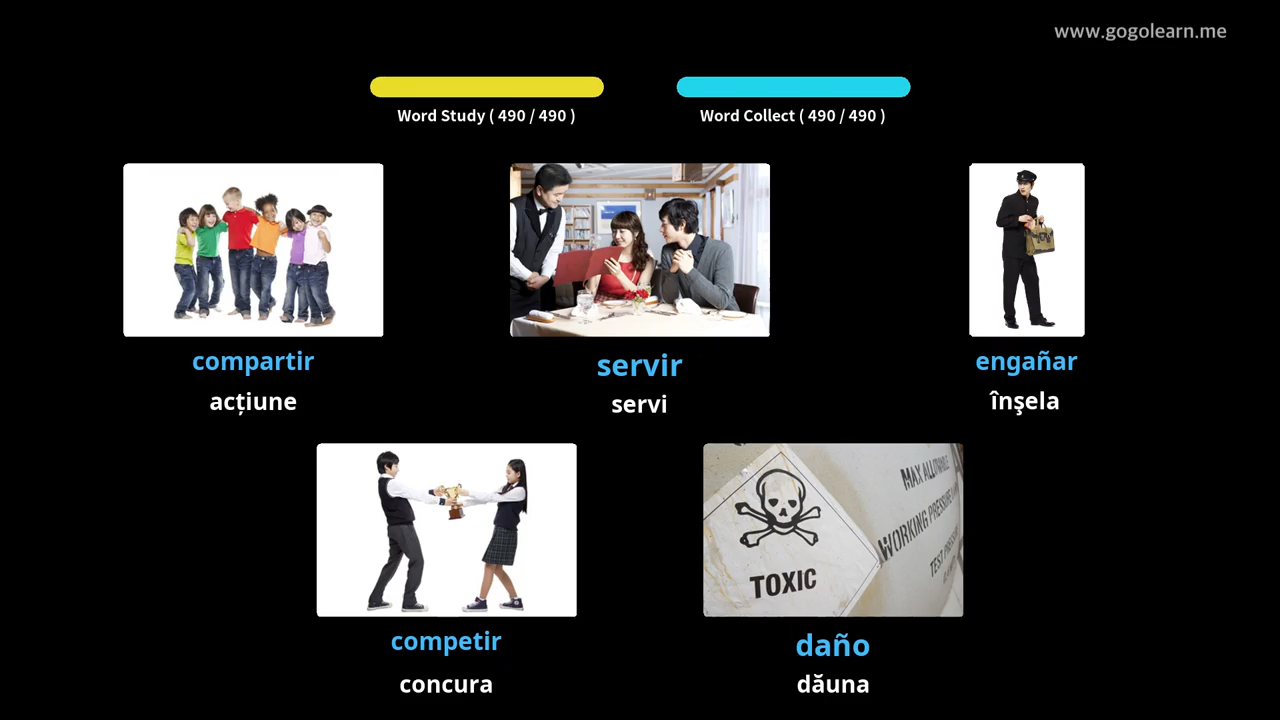 www.gogolearn.me
Word Study ( 490 / 490 )
Word Collect ( 490 / 490 )
compartir
acțiune
servir
servi
engañar
înşela
MAX ALLOWABLE
WORKING PRESSURE
TEST PRESSURE
TOXIC
competir
concura
daño
dăuna